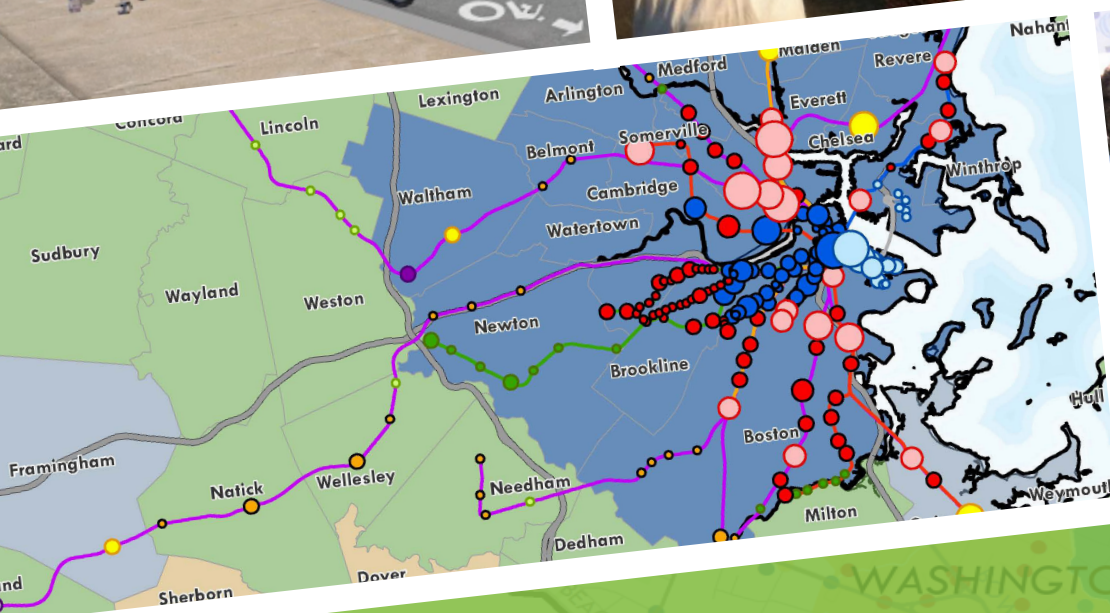 Nahant
Malden
Revere
Medford
Lexington
Arlington
Everett
Concord
Lincoln
Somerville
Chelsea
Belmont
Winthrop
Waltham
Cambridge
Watertown
Sudbury
Wayland
Weston
Newton
Brookline
Hull
Boston
Framingham
Wellesley
Natick
Needham
Weymouth
Milton
Dedham
Dover
Sherborn
WASHINGTO